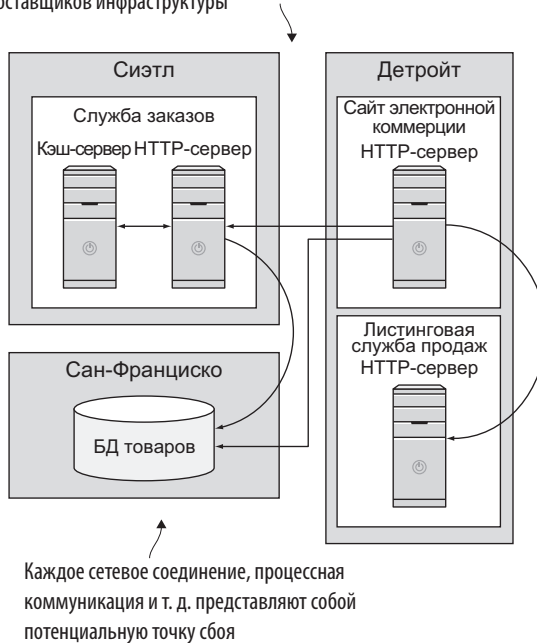 оставщиков инфраструктуры
Сиэтл
Служба заказов
Кэш-сервер HTTP-сервер
Сан-Франциско
БД товаров
Детройт
Сайт электронной
коммерции
HTTP-сервер
Листинговая
служба продаж
HTTP-сервер
Каждое сетевое соединение, процессная
коммуникация и т. д. представляют собой
потенциальную точку сбоя